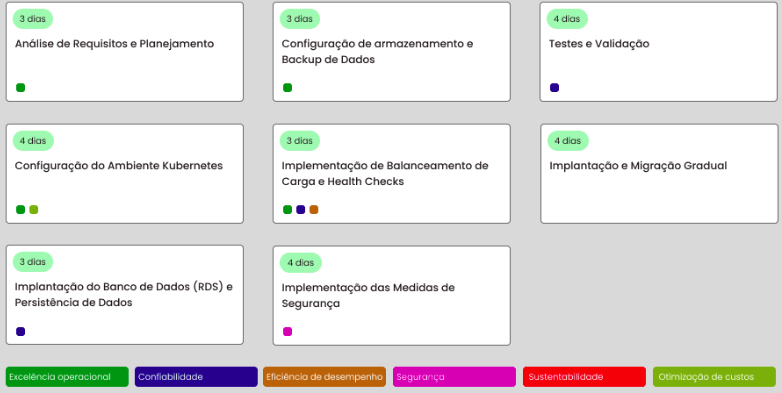 3 dias
Análise de Requisitos e Planejamento
3 dias
Configuração de armazenamento e
Backup de Dados
4 dias
Testes e Validação
4 dias
Configuração do Ambiente Kubernetes
3 dias
Implementação de Balanceamento de
Carga e Health Checks
4 dias
Implantação e Migração Gradual
3 dias
Implantação do Banco de Dados (RDS) e
Persistência de Dados
4 dias
Implementação das Medidas de
Segurança
Excelência operacional
Confiabilidade
Eficiência de desempenho
Segurança
Sustentabilidade
Otimização de custos